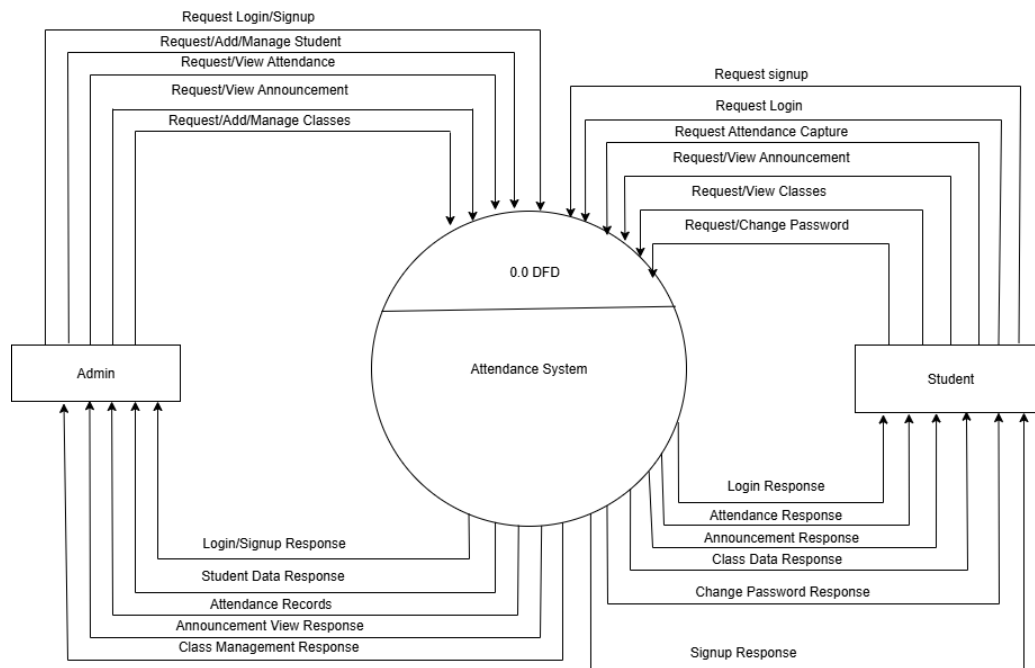 Request Login/Signup
Request/Add/Manage Student
Request/View Attendance
Request/View Announcement
Request/Add/Manage Classes
Request signup
Request Login
Request Attendance Capture
Request/View Announcement
Request/View Classes
Request/Change Password
0.0 DFD
Attendance System
Admin
Student
Login/Signup Response
Student Data Response
Attendance Records
Announcement View Response
Class Management Response
Login Response
Attendance Response
Announcement Response
Class Data Response
Change Password Response
Signup Response